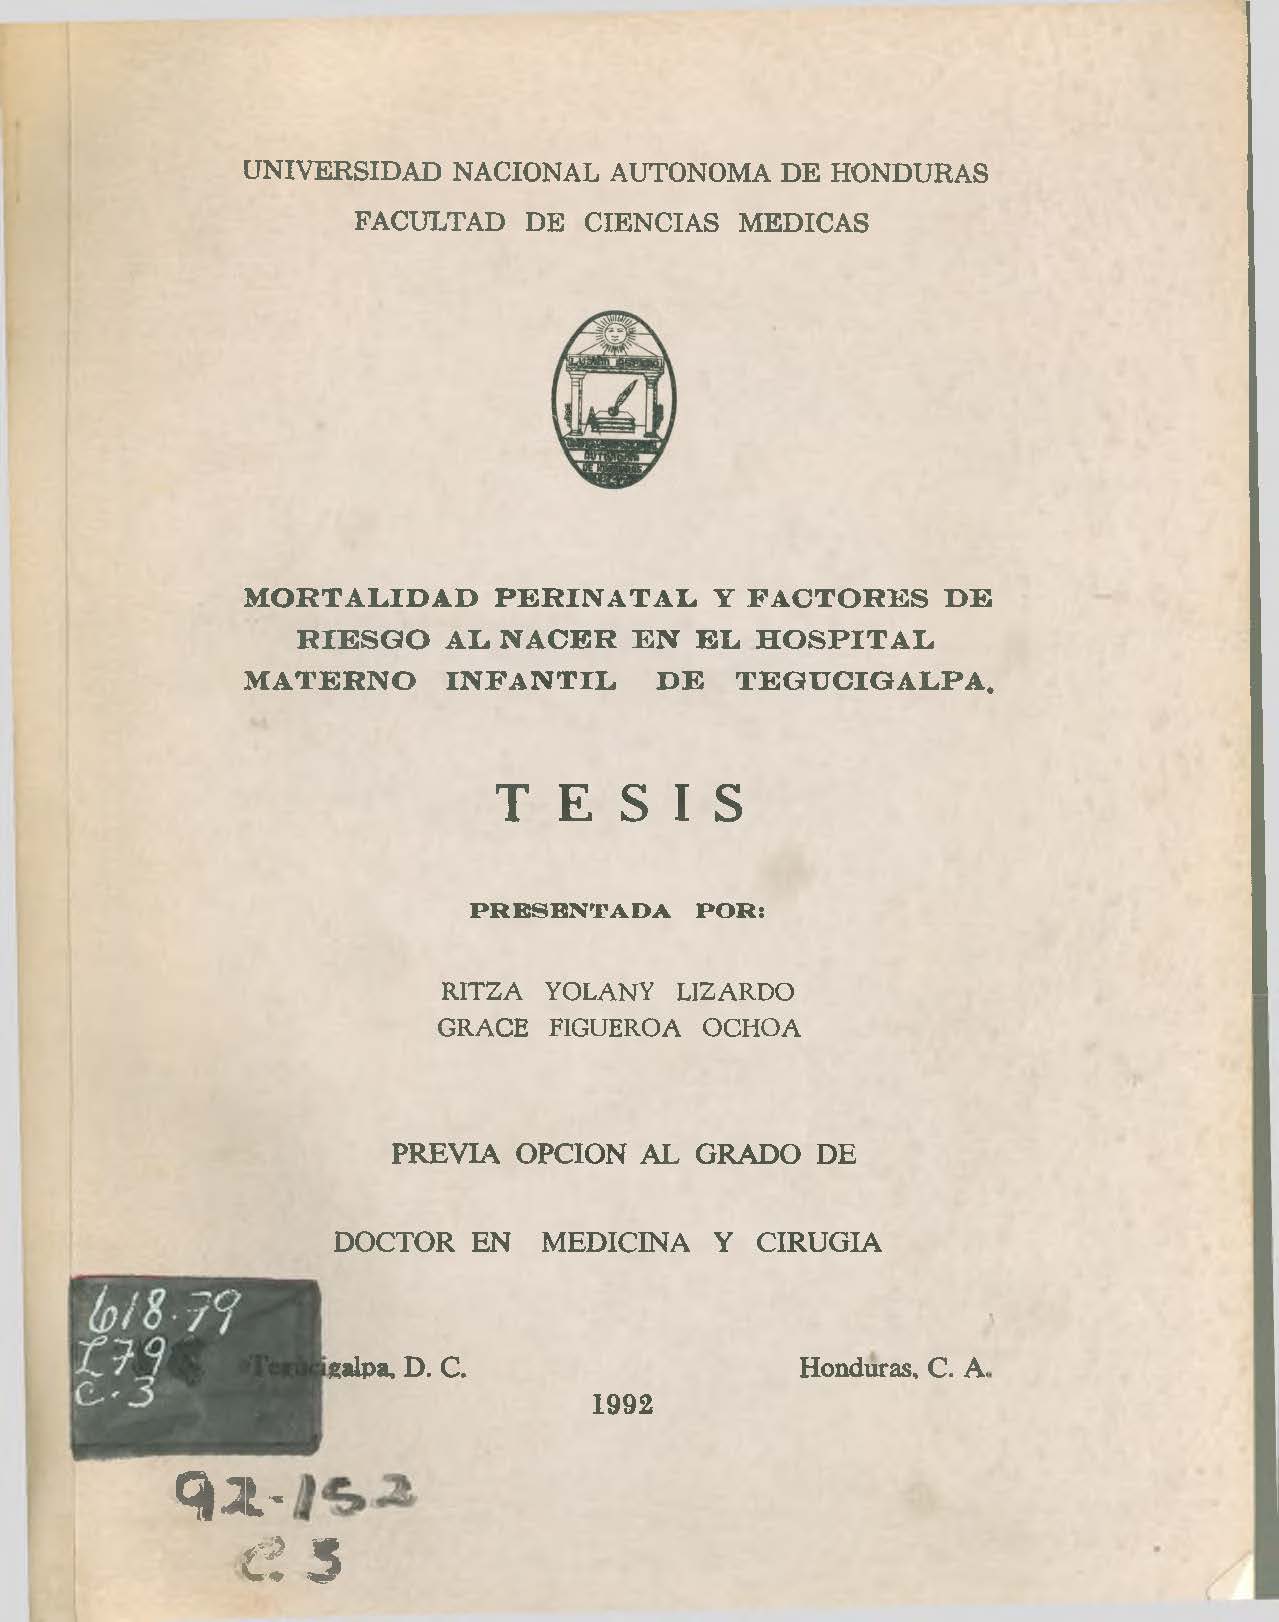 UNIVERSIDAD NACIONAL AUTONOMA DE HONDURAS
FACULTAD DE CIENCIAS MEDICAS
MORTALIDAD PERINATAL Y FACTORES DE
RIESGO AL NACER EN EL HOSPITAL
MATERNO INFANTIL DE TEGUCIGALPA.
TESIS
PRESENTADA POR:
RITZA YOLANY LIZARDO
GRACE FIGUEROA OCHOA
PREVIA OPCION AL GRADO DE
DOCTOR EN MEDICINA Y CIRUGIA
618.79
L79
C.3
Tegucigalpa, D. C. Honduras, C. A.
1992
92-152
C.3